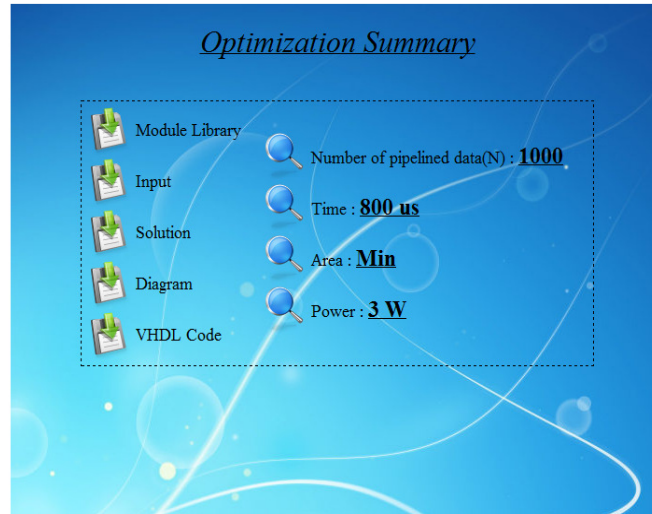 Optimization Summary
Module Library
Input
Solution
Diagram
VHDL Code
Number of pipelined data(N) : 1000
Time : 800 us
Area : Min
Power : 3 W